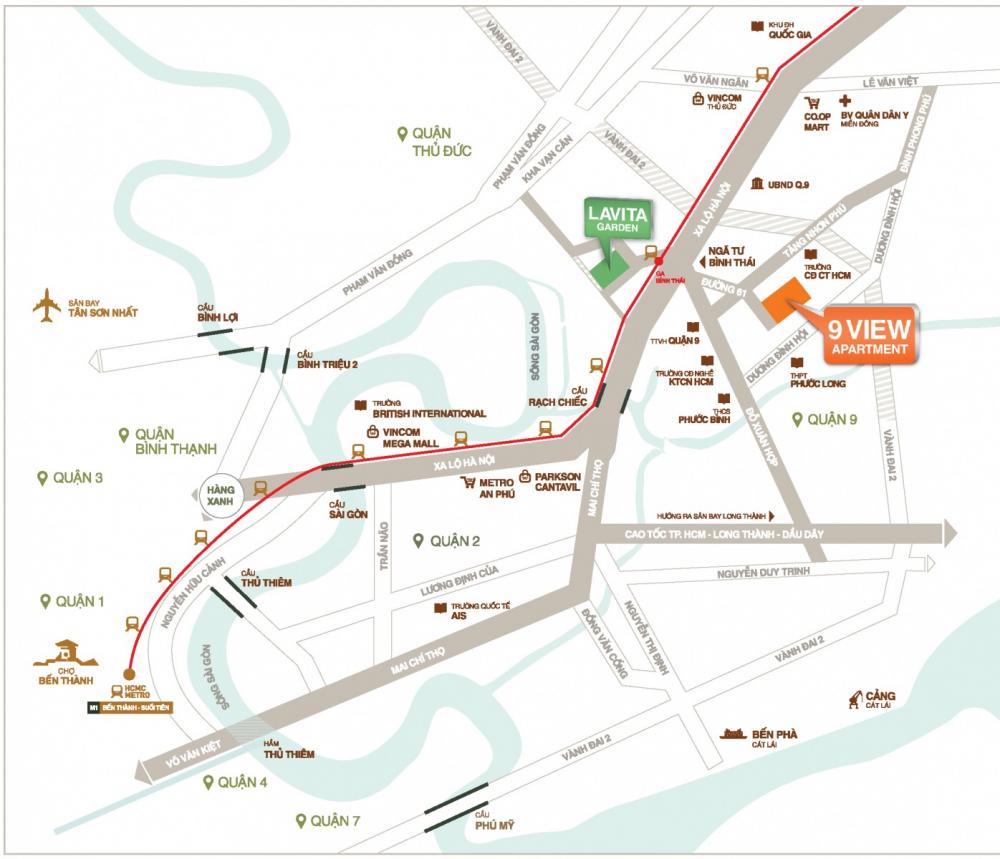 KHU ĐH
QUỐC GIA
VÀNH ĐAI 2
VÕ VĂN NGÂN
LÊ VĂN VIỆT
VINCOM
THỦ ĐỨC
CO.OP
MART
BV QUÂN DÂN Y
MIỀN ĐÔNG
QUẬN
THỦ ĐỨC
PHẠM VĂN ĐỒNG
KHA VẠN CÂN
VÀNH ĐAI 2
ĐÌNH PHONG PHÚ
UBND Q.9
XA LỘ HÀ NỘI
LAVITA
GARDEN
TĂNG NHƠN PHÚ
DƯƠNG ĐÌNH HỘI
NGÃ TƯ
BÌNH THÁI
GA
BÌNH THÁI
TRƯỜNG
CĐ CT HCM
ĐƯỜNG 61
PHẠM VĂN ĐỒNG
SÂN BAY
TÂN SƠN NHẤT
CẦU
BÌNH LỢI
9 VIEW
APARTMENT
TTVH QUẬN 9
SÔNG SÀI GÒN
CẦU
BÌNH TRIỆU 2
DƯƠNG ĐÌNH HỘI
TRƯỜNG CĐ NGHỀ
KTCN HCM
THPT
PHƯỚC LONG
CẦU
RẠCH CHIẾC
THCS
PHƯỚC BÌNH
TRƯỜNG
BRITISH INTERNATIONAL
QUẬN 9
VINCOM
MEGA MALL
QUẬN
BÌNH THẠNH
ĐỖ XUÂN HỢP
VÀNH ĐAI 2
XA LỘ HÀ NỘI
QUẬN 3
HÀNG
XANH
METRO
AN PHÚ
PARKSON
CANTAVIL
MAI CHÍ THỌ
CẦU
SÀI GÒN
HƯỚNG RA SÂN BAY LONG THÀNH
CAO TỐC TP. HCM - LONG THÀNH - DẦU DÂY
TRẦN NÃO
QUẬN 2
NGUYỄN DUY TRINH
LƯƠNG ĐỊNH CỦA
NGUYỄN HỮU CẢNH
CẦU
THỦ THIÊM
QUẬN 1
TRƯỜNG QUỐC TẾ
AIS
ĐỒNG VĂN CỐNG
NGUYỄN THỊ ĐỊNH
VÀNH ĐAI 2
MAI CHÍ THỌ
CHỢ
BẾN THÀNH
SÔNG SÀI GÒN
HCMC
METRO
M1 BẾN THÀNH - SUỐI TIÊN
CẢNG
CÁT LÁI
BẾN PHÀ
CÁT LÁI
HẦM
THỦ THIÊM
VÕ VĂN KIỆT
VÀNH ĐAI 2
QUẬN 4
QUẬN 7
CẦU
PHÚ MỸ